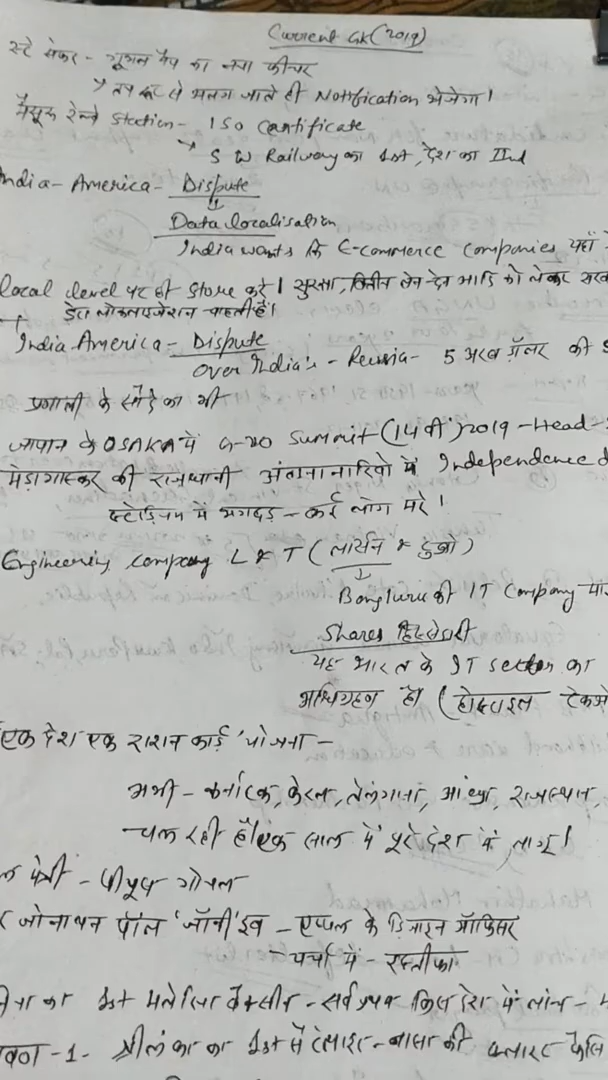 Current GK (2019)
स्टे सेफर - गूगल मैप का नया फीचर
तय रूट से अलग जाते ही Notification भेजेगा।
मैसूर रेल्वे Station - ISO Certificate
S W Railway का 1st, देश का IInd
India - America - Dispute
Data localisation
India wants कि E-commerce companies यहाँ
local level पर ही store करें। सुरक्षा, वित्तीय लेन-देन आदि को लेकर
डेटा लोकलाइजेशन चाहती है।
India-America - Dispute
over India's - Russia - 5 अरब डॉलर की
प्रणाली के सौदे का भी
जापान के OSAKA में G-20 Summit (14वी) 2019 - Head
मेडागास्कर की राजधानी अंतानानारिवो में Independence
स्टेडियम में भगदड़ - कई लोग मरे।
Engineering company L & T (लार्सन & टुब्रो)
Bangluru की IT Company
Shares हिस्सेदारी
यह भारत के IT sector का
अधिग्रहण है। (होस्टाइल टेकओ
'एक देश एक राशन कार्ड' योजना -
अभी - कर्नाटक, केरल, तेलंगाना, आंध्रा, राजस्थान,
चल रही है। एक साल में पूरे देश में लागू।
मंत्री - पीयूष गोयल
जोनाथन पॉल 'जॉनी' इव - एप्पल के डिजाइन ऑफिसर
चर्चा में - इस्तीफा
का 1st मलेरिया वैक्सीन - सर्वप्रथम किस देश में लांच -
- 1 - श्रीलंका का 1st सैटेलाइट - नासा की